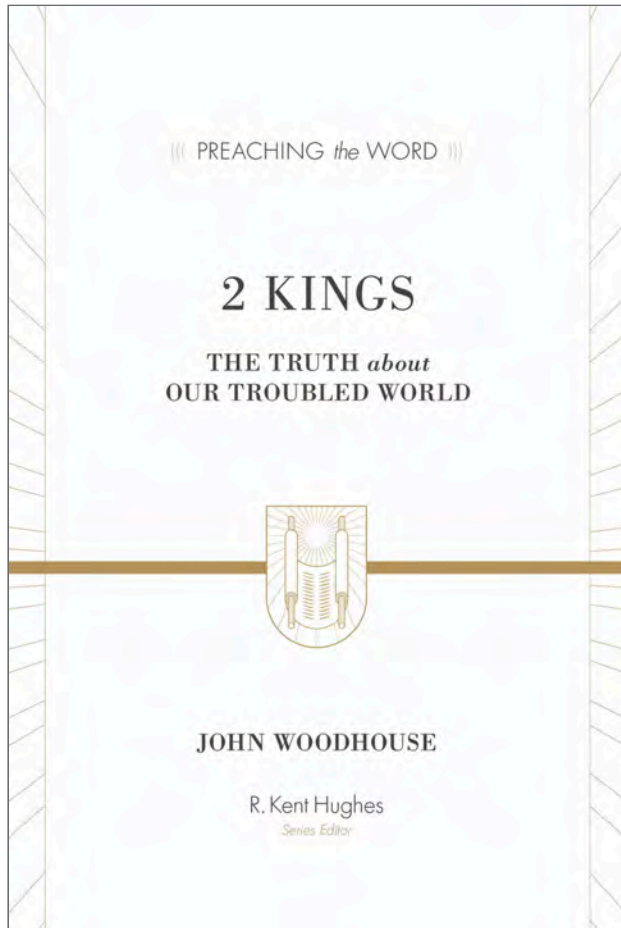 ((( PREACHING the WORD )))
2 KINGS
THE TRUTH about
OUR TROUBLED WORLD
JOHN WOODHOUSE
R. Kent Hughes
Series Editor